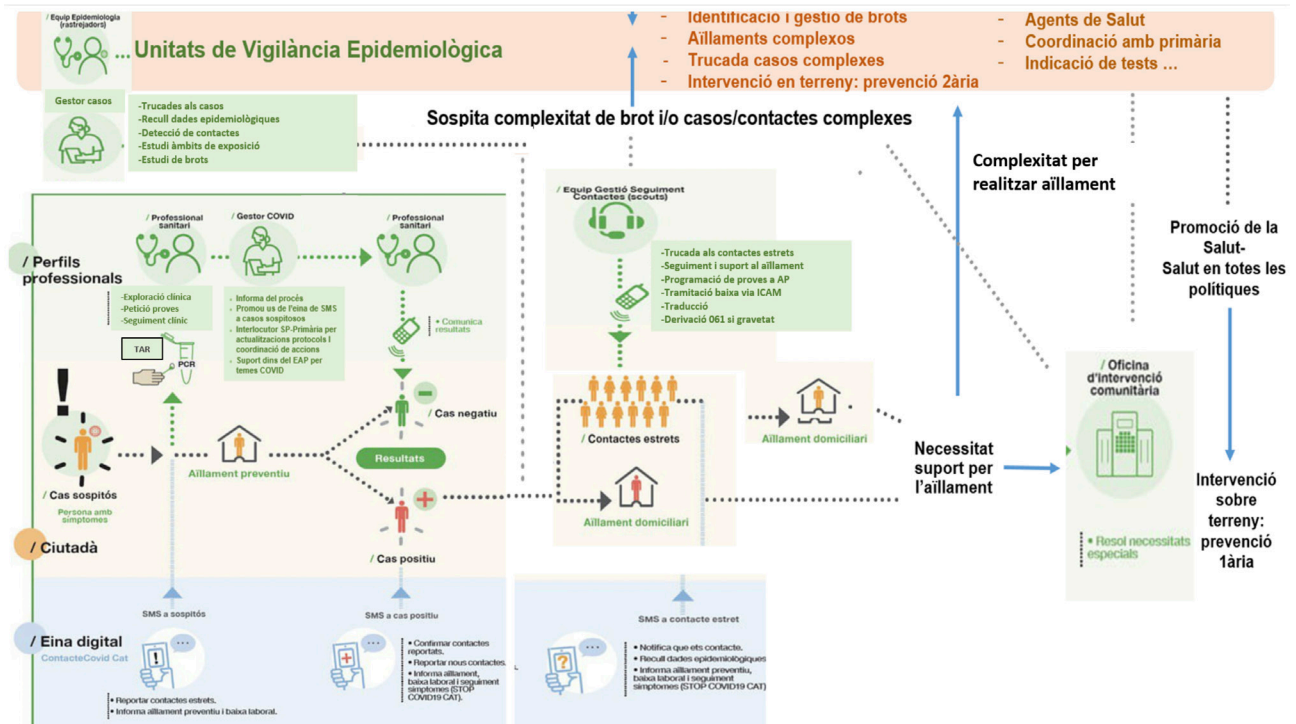 / Equip Epidemiologia
(rastrejadors)
... Unitats de Vigilància Epidemiològica
- Identificació i gestió de brots
- Aïllaments complexos
- Trucada casos complexes
- Intervenció en terreny: prevenció 2ària
- Agents de Salut
- Coordinació amb primària
- Indicació de tests ...
Gestor casos
-Trucades als casos
-Recull dades epidemiològiques
-Detecció de contactes
-Estudi àmbits de exposició
-Estudi de brots
Sospita complexitat de brot i/o casos/contactes complexes
Complexitat per
realitzar aïllament
Promoció de la
Salut-
Salut en totes les
polítiques
/ Perfils
professionals
/ Professional
sanitari
/ Gestor COVID
/ Professional
sanitari
-Exploració clínica
-Petició proves
-Seguiment clínic
- Informa del procés
- Promou us de l'eina de SMS
a casos sospitosos
- Interlocutor SP-Primària per
actualitzacions protocols I
coordinació de accions
- Suport dins del EAP per
temes COVID
• Comunica
resultats
TAR
PCR
/ Equip Gestió Seguiment
Contactes (scouts)
-Trucada als contactes estrets
-Seguiment i suport al aïllament
-Programació de proves a AP
-Tramitació baixa via ICAM
-Traducció
-Derivació 061 si gravetat
/ Cas sospitós
Persona amb
símptomes
Aïllament preventiu
/ Cas negatiu
Resultats
/ Cas positiu
/ Contactes estrets
Aïllament domiciliari
Aïllament domiciliari
Necessitat
suport per
l'aïllament
/ Oficina
d'intervenció
comunitària
• Resol necessitats
especials
Intervenció
sobre
terreny:
prevenció
1ària
/ Ciutadà
/ Eina digital
ContacteCovid Cat
SMS a sospitós
• Reportar contactes estrets.
• Informa aïllament preventiu i baixa laboral.
SMS a cas positiu
• Confirmar contactes
reportats.
• Reportar nous contactes.
• Informa aïllament,
baixa laboral i seguiment
símptomes (STOP
COVID19 CAT).
SMS a contacte estret
• Notifica que ets contacte.
• Recull dades epidemiològiques
• Informa aïllament preventiu,
baixa laboral i seguiment
símptomes (STOP COVID19 CAT)